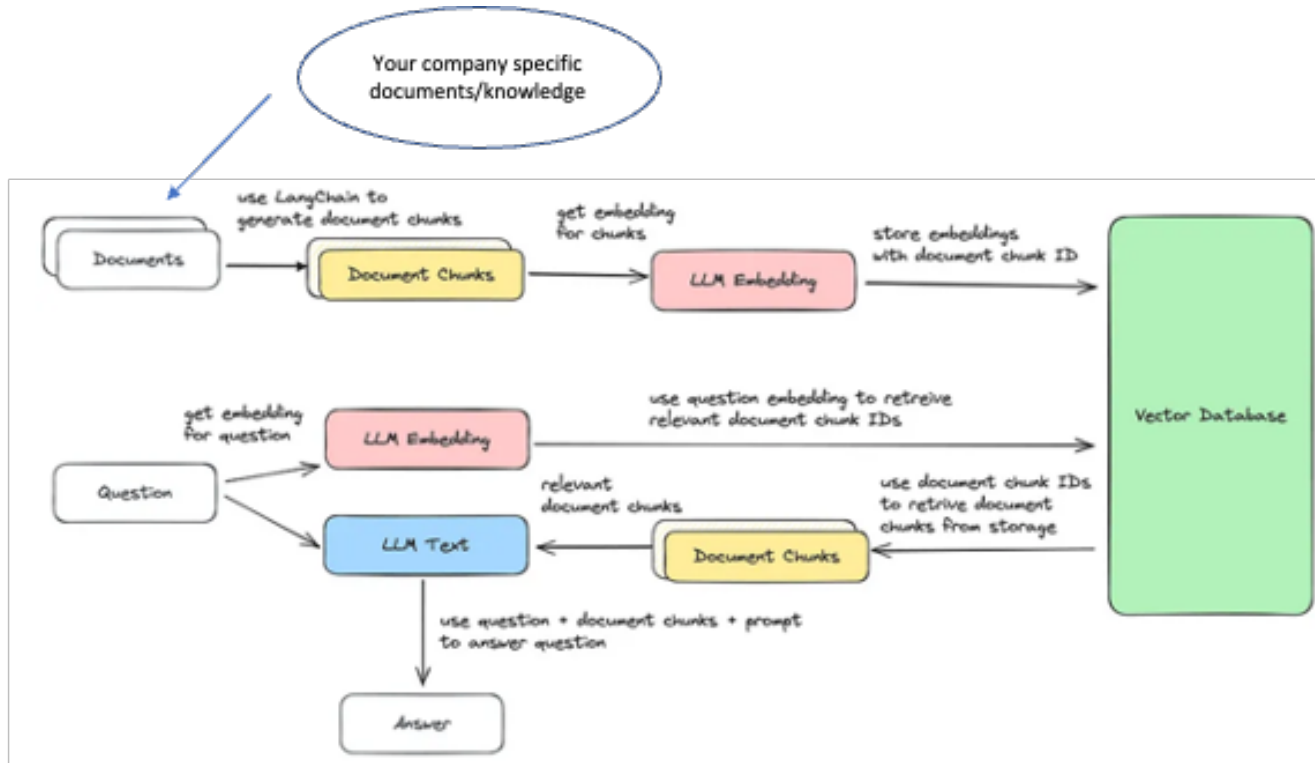 Your company specific
documents/knowledge
use LangChain to
generate document chunks
Documents
Document Chunks
get embedding
for chunks
LLM Embedding
store embeddings
with document chunk ID
Vector Database
get embedding
for question
Question
LLM Embedding
use question embedding to retreive
relevant document chunk IDs
LLM Text
relevant
document chunks
Document Chunks
use document chunk IDs
to retrive document
chunks from storage
use question + document chunks + prompt
to answer question
Answer